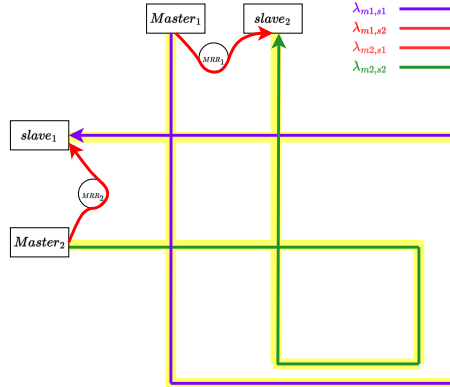 Master₁
slave₂
λₘ₁,ₛ₁
λₘ₁,ₛ₂
λₘ₂,ₛ₁
λₘ₂,ₛ₂
MRR₁
slave₁
MRR₂
Master₂